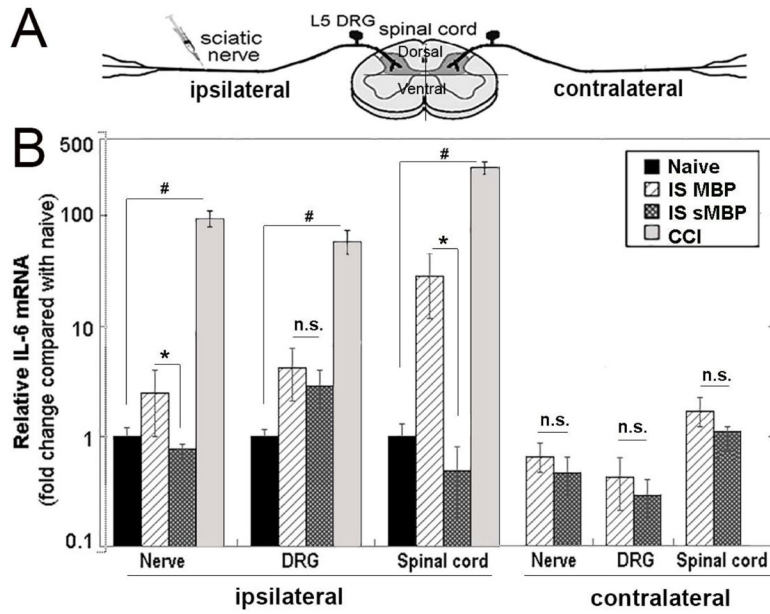 A
L5 DRG spinal cord
sciatic
nerve
Dorsal
Ventral
ipsilateral
contralateral
B
Relative IL-6 mRNA
(fold change compared with naive)
500
100
10
1
0.1
#
#
#
*
n.s.
*
n.s.
n.s.
n.s.
Naive
IS MBP
IS sMBP
CCI
Nerve DRG Spinal cord Nerve DRG Spinal cord
ipsilateral contralateral